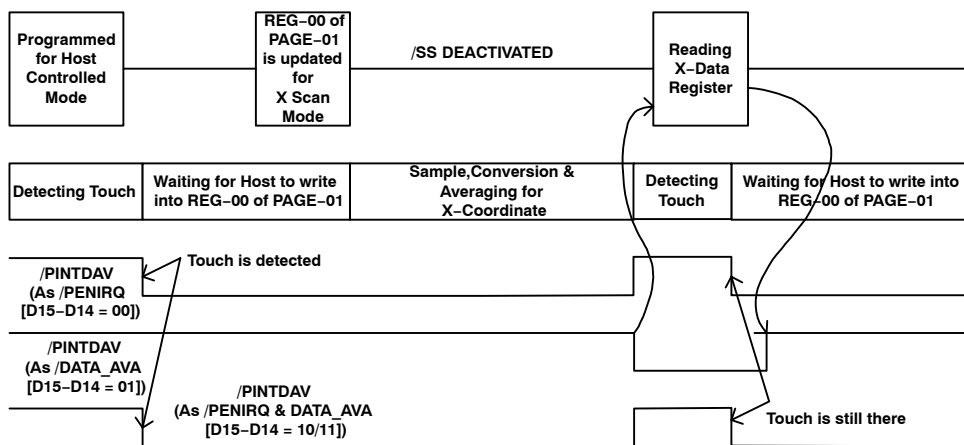 Programmed
for Host
Controlled
Mode
REG−00 of
PAGE−01
is updated
for
X Scan
Mode
/SS DEACTIVATED
Reading
X−Data
Register
Detecting Touch
Waiting for Host to write
into REG−00 of PAGE−01
Sample,Conversion &
Averaging for
X−Coordinate
Detecting
Touch
Waiting for Host to write into
REG−00 of PAGE−01
Touch is detected
/PINTDAV
(As /PENIRQ
[D15−D14 = 00])
/PINTDAV
(As /DATA_AVA
[D15−D14 = 01])
/PINTDAV
(As /PENIRQ & DATA_AVA
[D15−D14 = 10/11])
Touch is still there